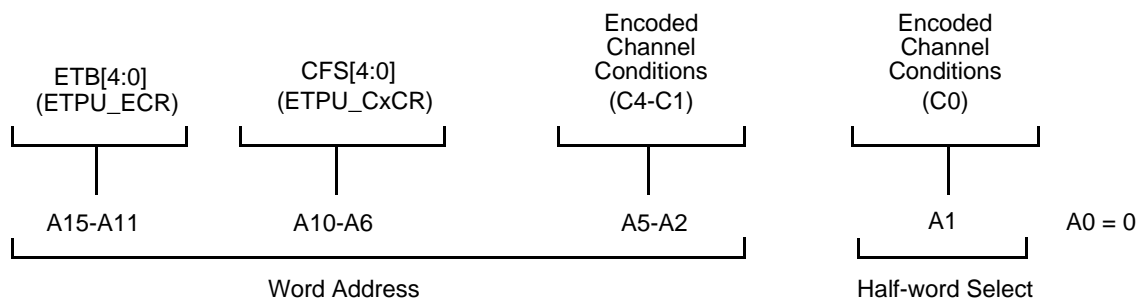 ETB[4:0]
(ETPU_ECR)
CFS[4:0]
(ETPU_CxCR)
Encoded
Channel
Conditions
(C4-C1)
Encoded
Channel
Conditions
(C0)
A15-A11
A10-A6
A5-A2
A1
A0 = 0
Word Address
Half-word Select